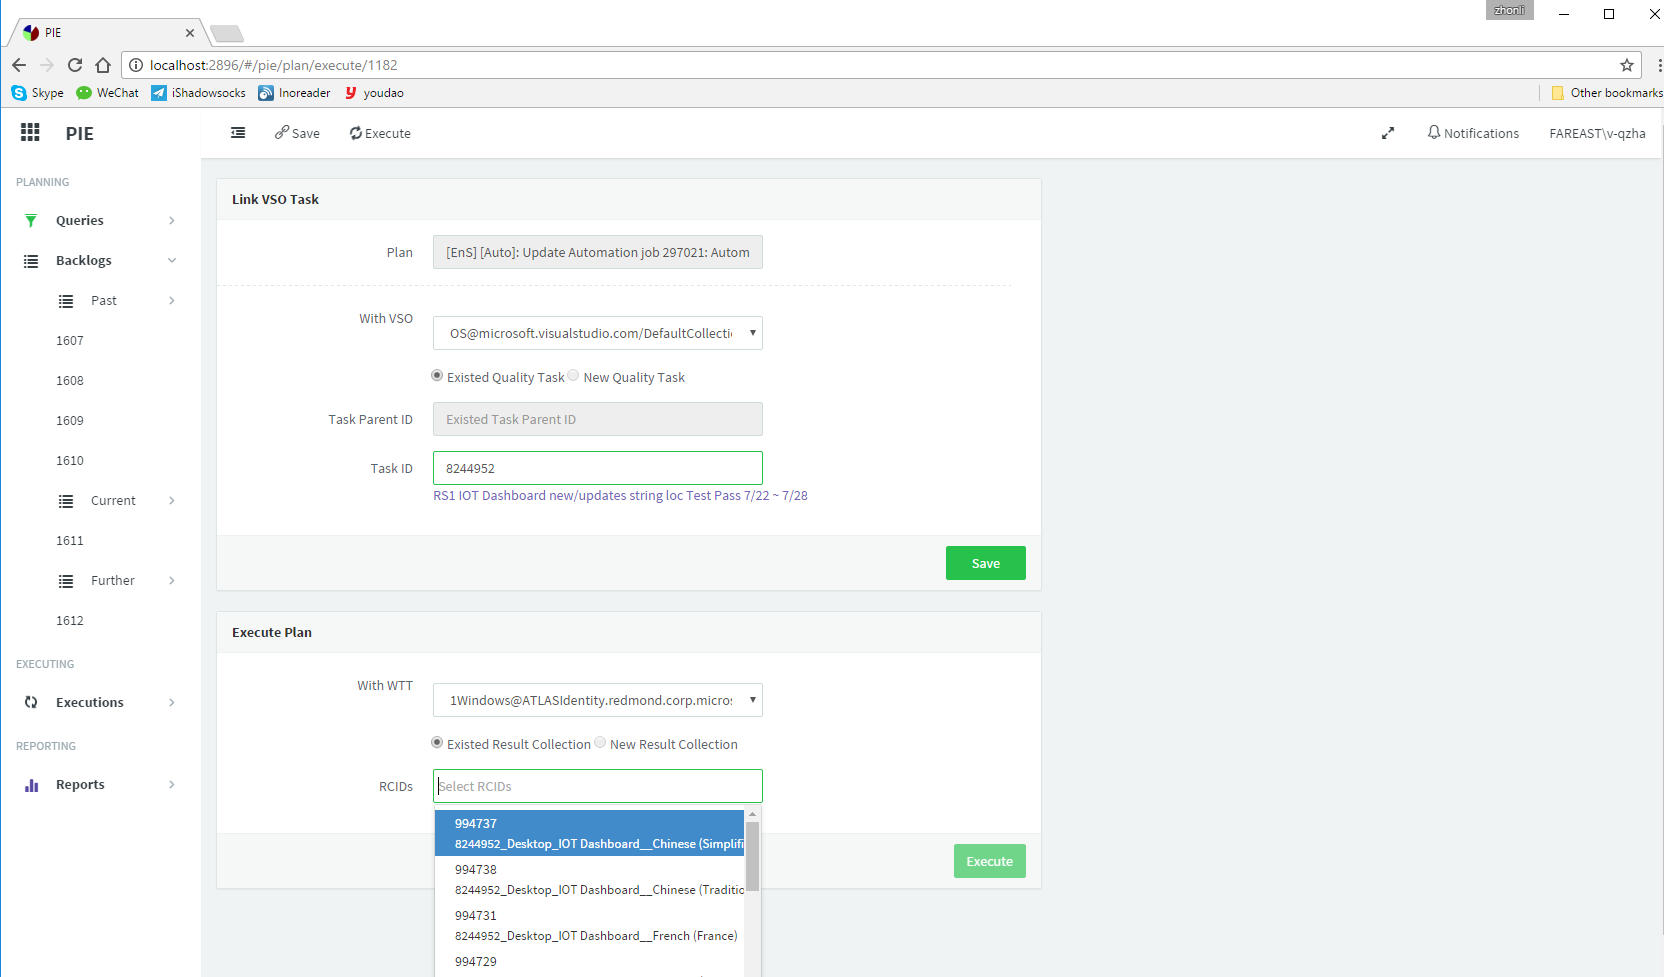 zhonli
PIE
localhost:2896/#/pie/plan/execute/1182
Skype WeChat iShadowsocks Inoreader youdao Other bookmarks
PIE Save Execute Notifications FAREAST\v-qzha
PLANNING
Queries
Backlogs
Past
1607
1608
1609
1610
Current
1611
Further
1612
EXECUTING
Executions
REPORTING
Reports
Link VSO Task
Plan [EnS] [Auto]: Update Automation job 297021: Autom
With VSO OS@microsoft.visualstudio.com/DefaultCollecti
Existed Quality Task New Quality Task
Task Parent ID Existed Task Parent ID
Task ID 8244952
RS1 IOT Dashboard new/updates string loc Test Pass 7/22 ~ 7/28
Save
Execute Plan
With WTT 1Windows@ATLASIdentity.redmond.corp.micros
Existed Result Collection New Result Collection
RCIDs Select RCIDs
994737
8244952_Desktop_IOT Dashboard__Chinese (Simplifi
994738
8244952_Desktop_IOT Dashboard__Chinese (Traditio
994731
8244952_Desktop_IOT Dashboard__French (France)
994729
Execute